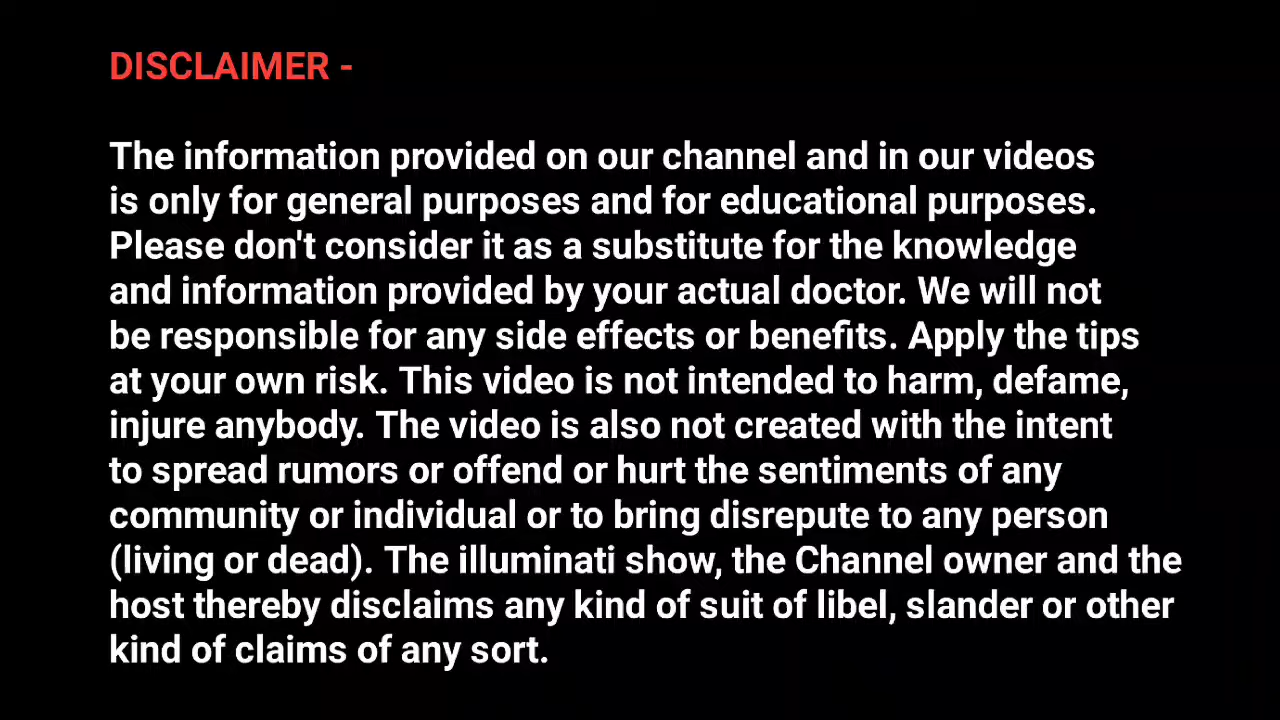 DISCLAIMER -
The information provided on our channel and in our videos
is only for general purposes and for educational purposes.
Please don't consider it as a substitute for the knowledge
and information provided by your actual doctor. We will not
be responsible for any side effects or benefits. Apply the tips
at your own risk. This video is not intended to harm, defame,
injure anybody. The video is also not created with the intent
to spread rumors or offend or hurt the sentiments of any
community or individual or to bring disrepute to any person
(living or dead). The illuminati show, the Channel owner and the
host thereby disclaims any kind of suit of libel, slander or other
kind of claims of any sort.